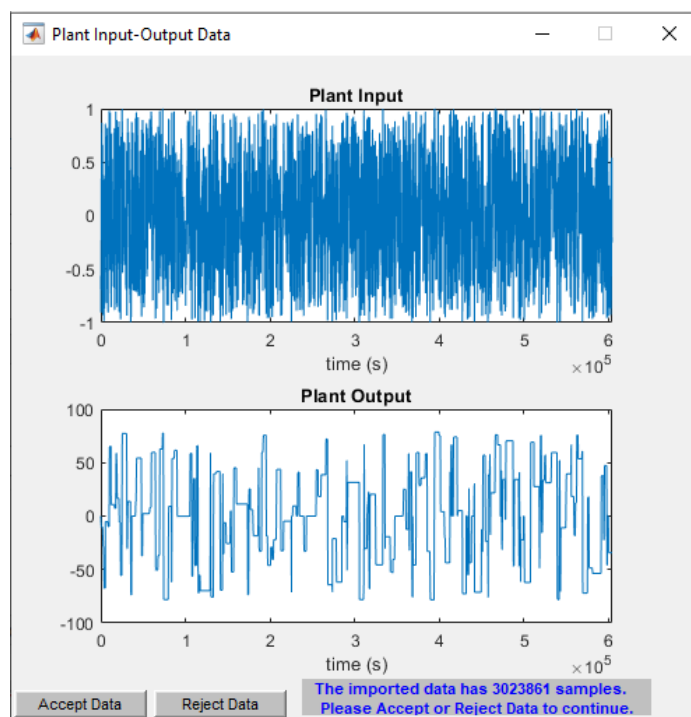 Plant Input-Output Data
Plant Input
1
0.5
0
-0.5
-1
0 1 2 3 4 5 6
time (s)
×10^5
Plant Output
100
50
0
-50
-100
0 1 2 3 4 5 6
time (s)
×10^5
Accept Data
Reject Data
The imported data has 3023861 samples.
Please Accept or Reject Data to continue.